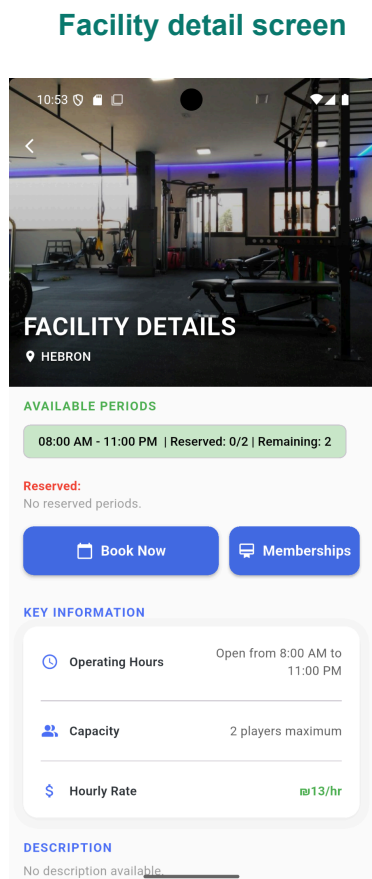 Facility detail screen
10:53
FACILITY DETAILS
HEBRON
AVAILABLE PERIODS
08:00 AM - 11:00 PM | Reserved: 0/2 | Remaining: 2
Reserved:
No reserved periods.
Book Now
Memberships
KEY INFORMATION
Operating Hours
Open from 8:00 AM to
11:00 PM
Capacity
2 players maximum
Hourly Rate
₪13/hr
DESCRIPTION
No description available.